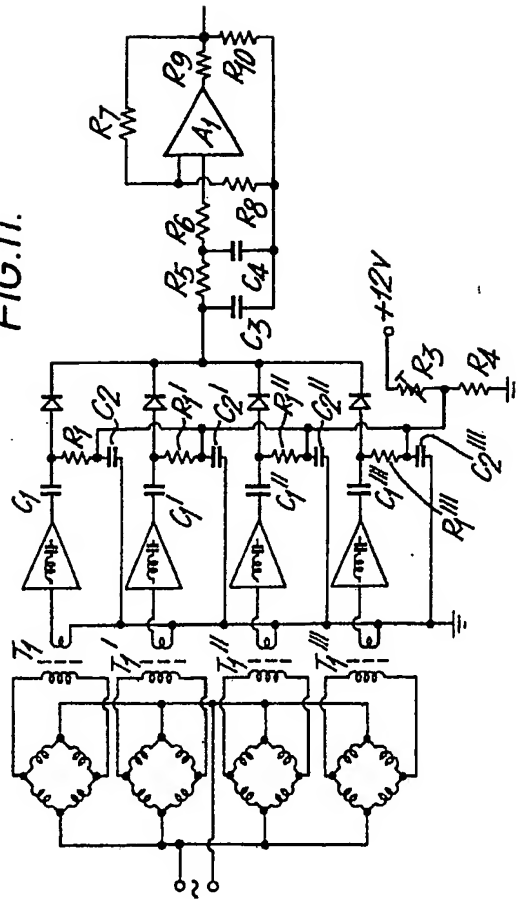 FIG.11.
T1
C1
R1
C2
T1'
C1'
R1'
C2'
T1''
C1''
R1''
C2''
T1'''
C1'''
R1'''
C2'''
R3
R4
+12V
C3
R5
C4
R6
R8
A1
R7
R9
R10
~